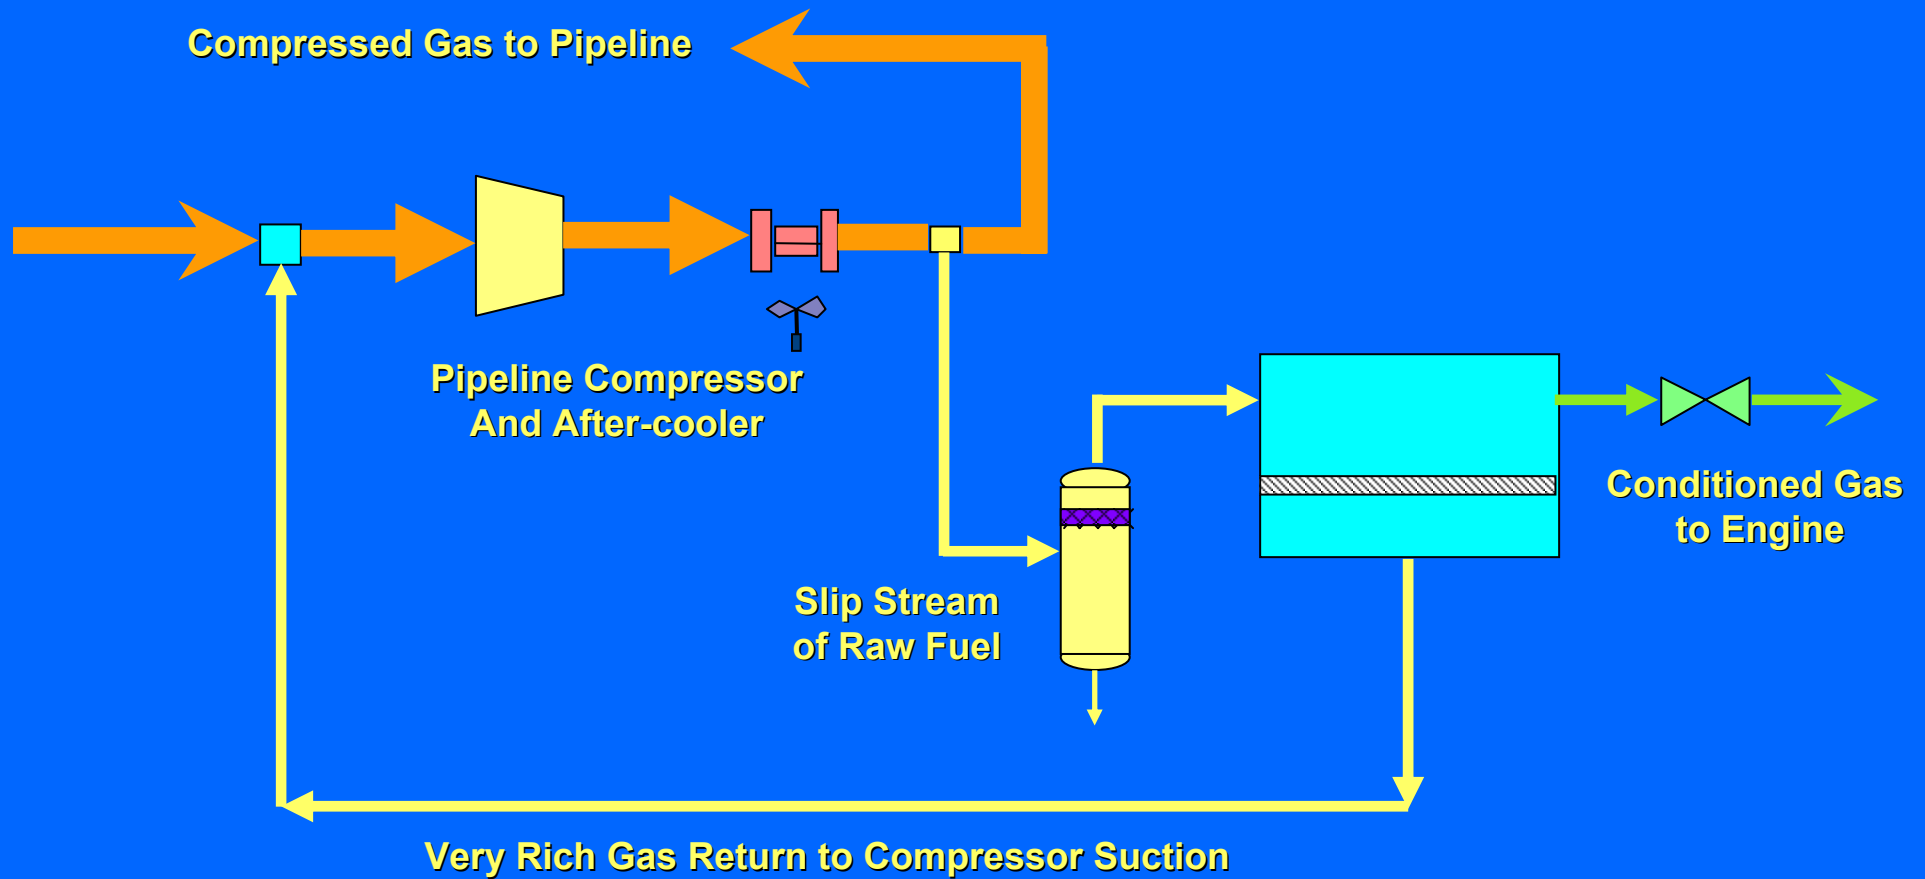 Compressed Gas to Pipeline
Pipeline Compressor
And After-cooler
Conditioned Gas
to Engine
Slip Stream
of Raw Fuel
Very Rich Gas Return to Compressor Suction